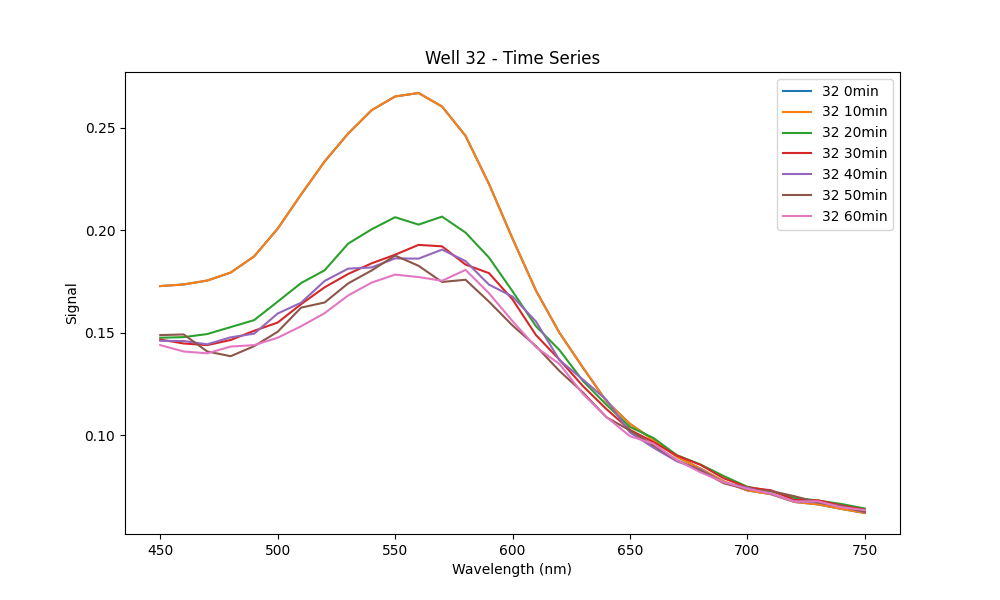 Well 32 - Time Series
32 0min
32 10min
32 20min
32 30min
32 40min
32 50min
32 60min
Signal
0.25
0.20
0.15
0.10
450 500 550 600 650 700 750
Wavelength (nm)